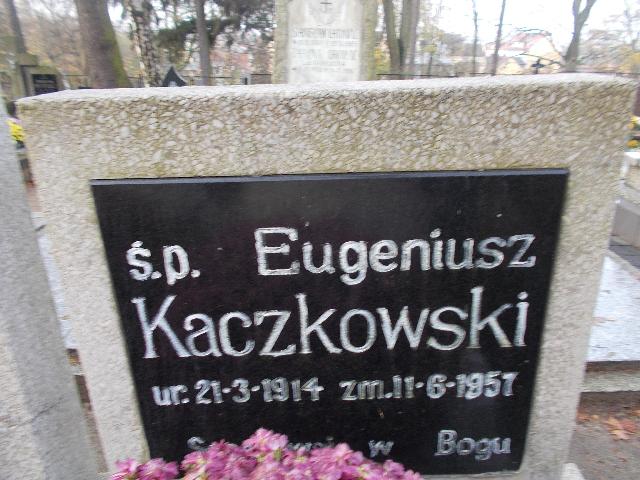 ś.p. Eugeniusz
Kaczkowski
ur. 21-3-1914 zm. 11-6-1957
w Bogu